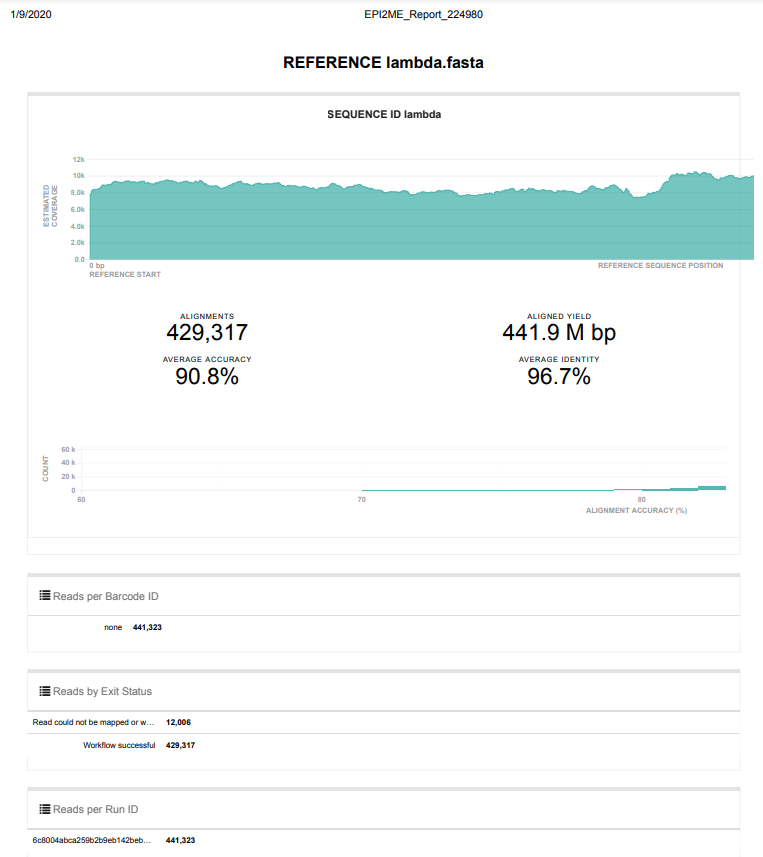 1/9/2020 EPI2ME_Report_224980
REFERENCE lambda.fasta
SEQUENCE ID lambda
ESTIMATED
COVERAGE
12k
10k
8.0k
6.0k
4.0k
2.0k
0.0
0 bp
REFERENCE START
REFERENCE SEQUENCE POSITION
ALIGNMENTS
429,317
ALIGNED YIELD
441.9 M bp
AVERAGE ACCURACY
90.8%
AVERAGE IDENTITY
96.7%
COUNT
60 k
40 k
20 k
0
60 70 80
ALIGNMENT ACCURACY (%)
Reads per Barcode ID
none 441,323
Reads by Exit Status
Read could not be mapped or w... 12,006
Workflow successful 429,317
Reads per Run ID
6c8004abca259b2b9eb142beb... 441,323